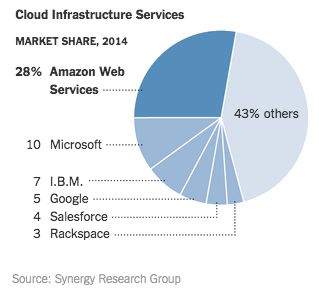 Cloud Infrastructure Services
MARKET SHARE, 2014
28% Amazon Web
Services
43% others
10 Microsoft
7 I.B.M.
5 Google
4 Salesforce
3 Rackspace
Source: Synergy Research Group